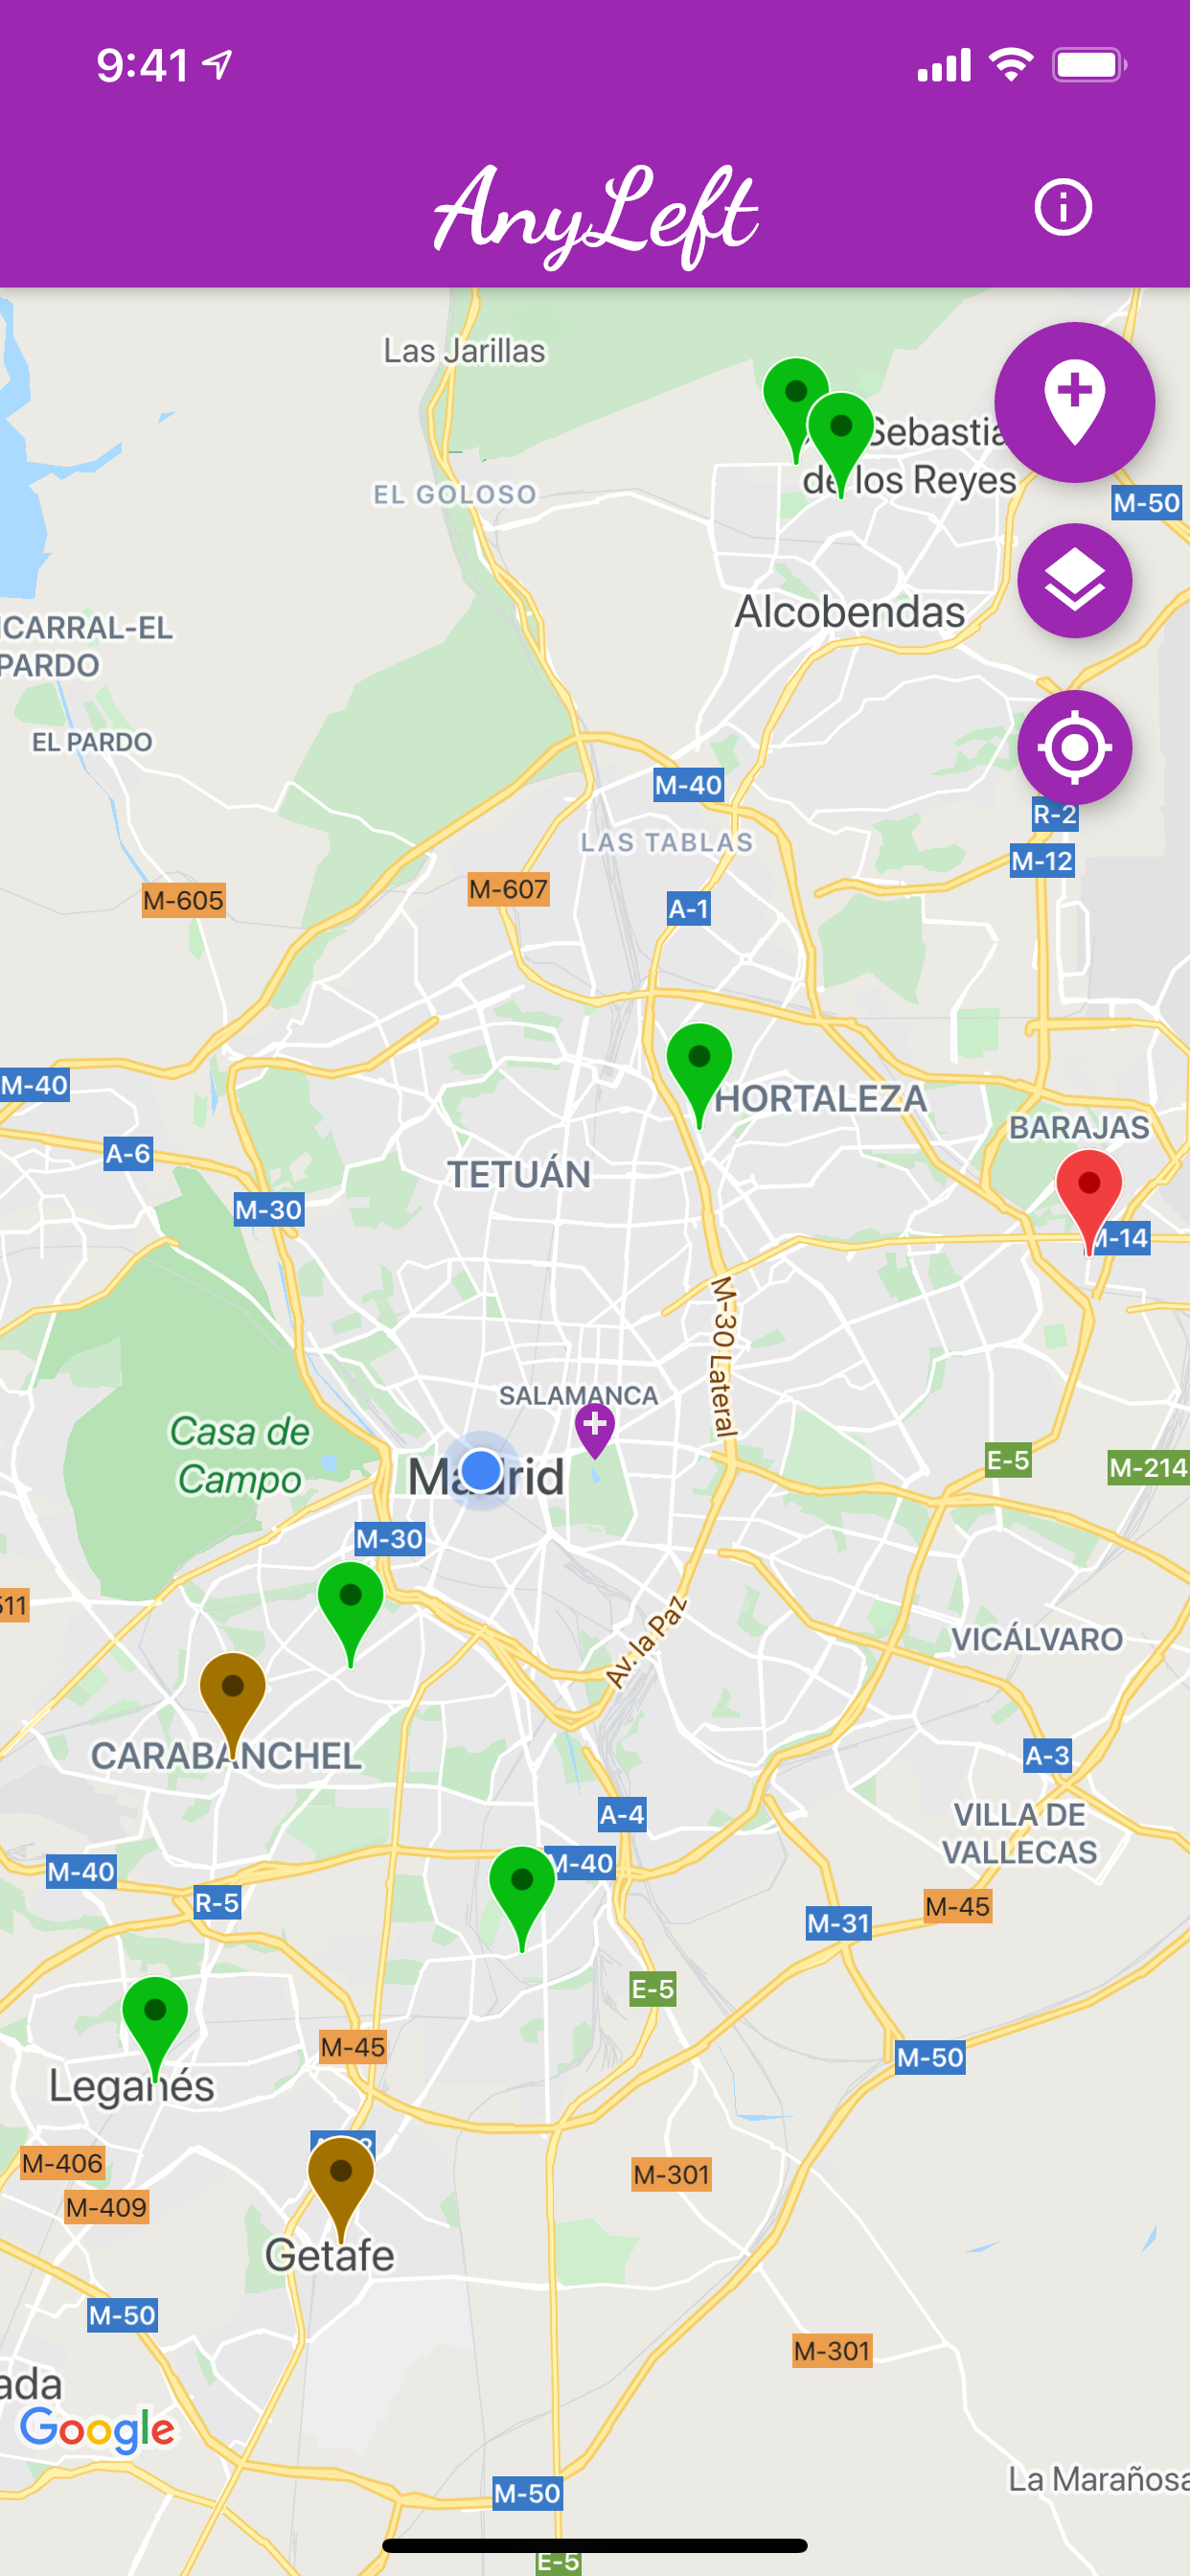 9:41
AnyLeft
Las Jarillas
Sebastia
de los Reyes
EL GOLOSO
M-50
Alcobendas
CARRAL-EL
PARDO
EL PARDO
M-40
R-2
LAS TABLAS
M-12
M-607
M-605
A-1
M-40
HORTALEZA
BARAJAS
A-6
TETUÁN
M-30
M-14
M-30 Lateral
SALAMANCA
Casa de
Campo
Madrid
E-5
M-214
M-30
511
Av. la Paz
VICÁLVARO
CARABANCHEL
A-3
A-4
VILLA DE
VALLECAS
M-40
M-40
R-5
M-45
M-31
E-5
M-45
M-50
Leganés
M-406
M-301
M-409
Getafe
M-50
M-301
ada
Google
La Marañosa
M-50
E-5